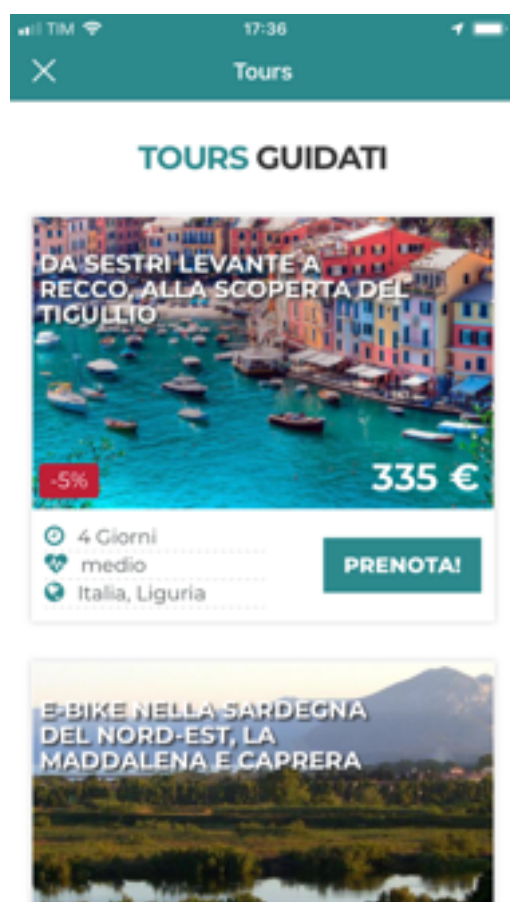 TIM 17:36
Tours
TOURS GUIDATI
DA SESTRI LEVANTE A
RECCO, ALLA SCOPERTA DEL
TIGULLIO
-5%
335 €
4 Giorni
medio
PRENOTA!
Italia, Liguria
E-BIKE NELLA SARDEGNA
DEL NORD-EST, LA
MADDALENA E CAPRERA